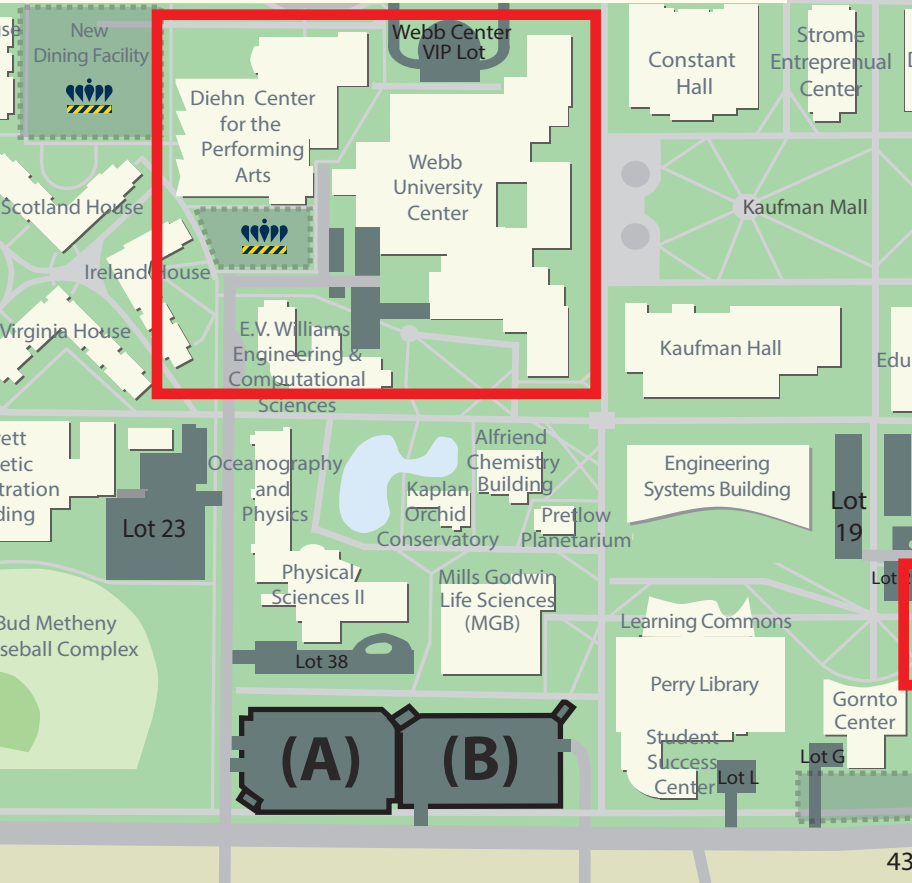 New
Dining Facility
Webb Center
VIP Lot
Constant
Hall
Strome
Entreprenual
Center
Diehn Center
for the
Performing
Arts
Webb
University
Center
Scotland House
Kaufman Mall
Ireland House
Virginia House
E.V. Williams
Engineering &
Computational
Sciences
Kaufman Hall
Edu
rett
etic
tration
ding
Lot 23
Oceanography
and
Physics
Alfriend
Chemistry
Building
Kaplan
Orchid
Conservatory
Pretlow
Planetarium
Engineering
Systems Building
Lot
19
Lot
Physical
Sciences II
Mills Godwin
Life Sciences
(MGB)
Learning Commons
Bud Metheny
seball Complex
Lot 38
Perry Library
Gornto
Center
Student
Success
Center
Lot L
Lot G
(A)
(B)
43